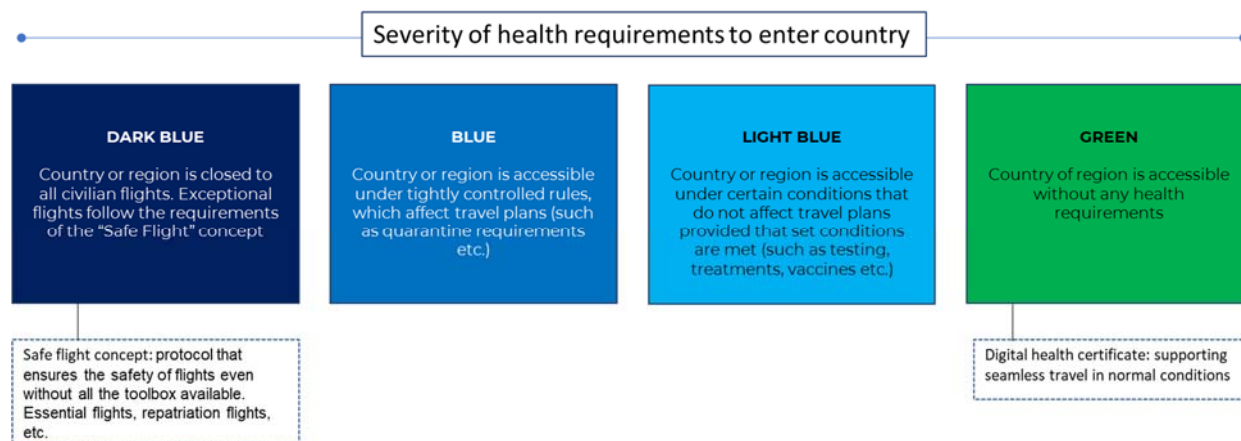 Severity of health requirements to enter country
DARK BLUE
Country or region is closed to
all civilian flights. Exceptional
flights follow the requirements
of the “Safe Flight” concept
BLUE
Country or region is accessible
under tightly controlled rules,
which affect travel plans (such
as quarantine requirements
etc.)
LIGHT BLUE
Country or region is accessible
under certain conditions that
do not affect travel plans
provided that set conditions
are met (such as testing,
treatments, vaccines etc.)
GREEN
Country of region is accessible
without any health
requirements
Safe flight concept: protocol that
ensures the safety of flights even
without all the toolbox available.
Essential flights, repatriation flights,
etc.
Digital health certificate: supporting
seamless travel in normal conditions